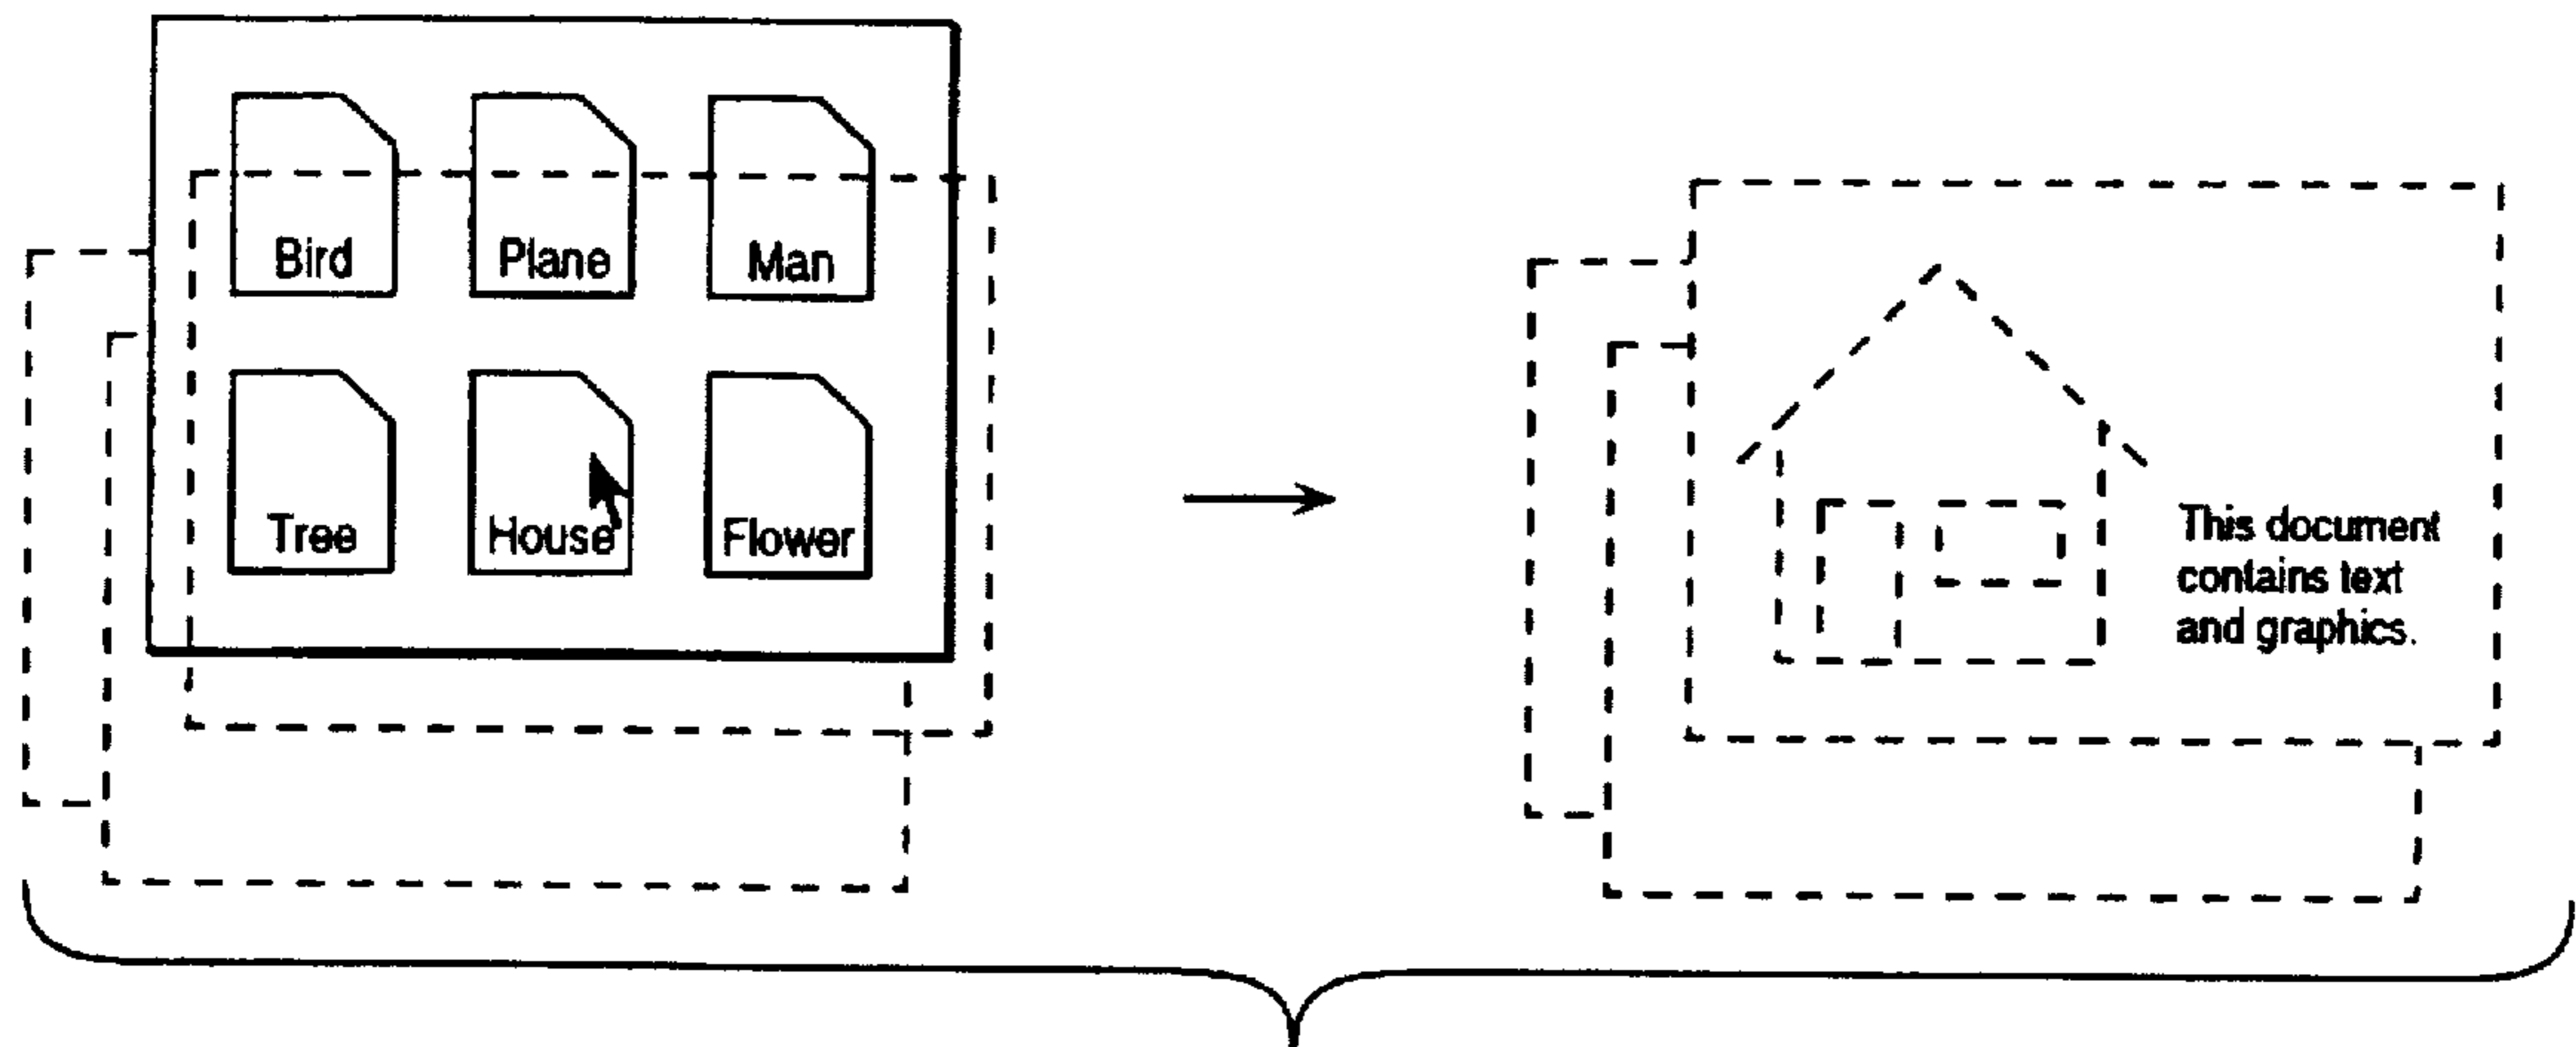 Bird Plane Man
Tree House Flower
This document
contains text
and graphics.